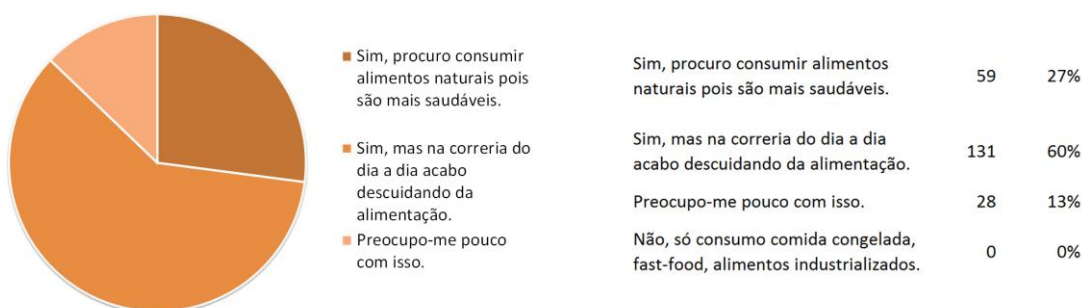 Sim, procuro consumir
alimentos naturais pois
são mais saudáveis.
Sim, mas na correria do
dia a dia acabo
descuidando da
alimentação.
Preocupo-me pouco
com isso.
Sim, procuro consumir alimentos
naturais pois são mais saudáveis. 59 27%
Sim, mas na correria do dia a dia
acabo descuidando da alimentação. 131 60%
Preocupo-me pouco com isso. 28 13%
Não, só consumo comida congelada,
fast-food, alimentos industrializados. 0 0%